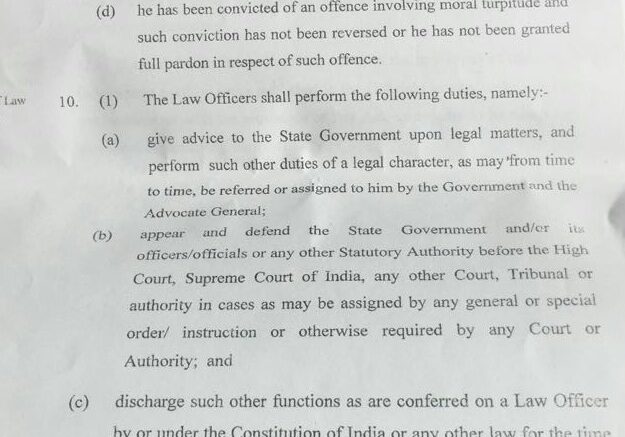 (d) he has been convicted of an offence involving moral turpitude and
such conviction has not been reversed or he has not been granted
full pardon in respect of such offence.
Law 10. (1) The Law Officers shall perform the following duties, namely:-
(a) give advice to the State Government upon legal matters, and
perform such other duties of a legal character, as may from time
to time, be referred or assigned to him by the Government and the
Advocate General;
(b) appear and defend the State Government and/or its
officers/officials or any other Statutory Authority before the High
Court, Supreme Court of India, any other Court, Tribunal or
authority in cases as may be assigned by any general or special
order/ instruction or otherwise required by any Court or
Authority; and
(c) discharge such other functions as are conferred on a Law Officer
by or under the Constitution of India or any other law for the time